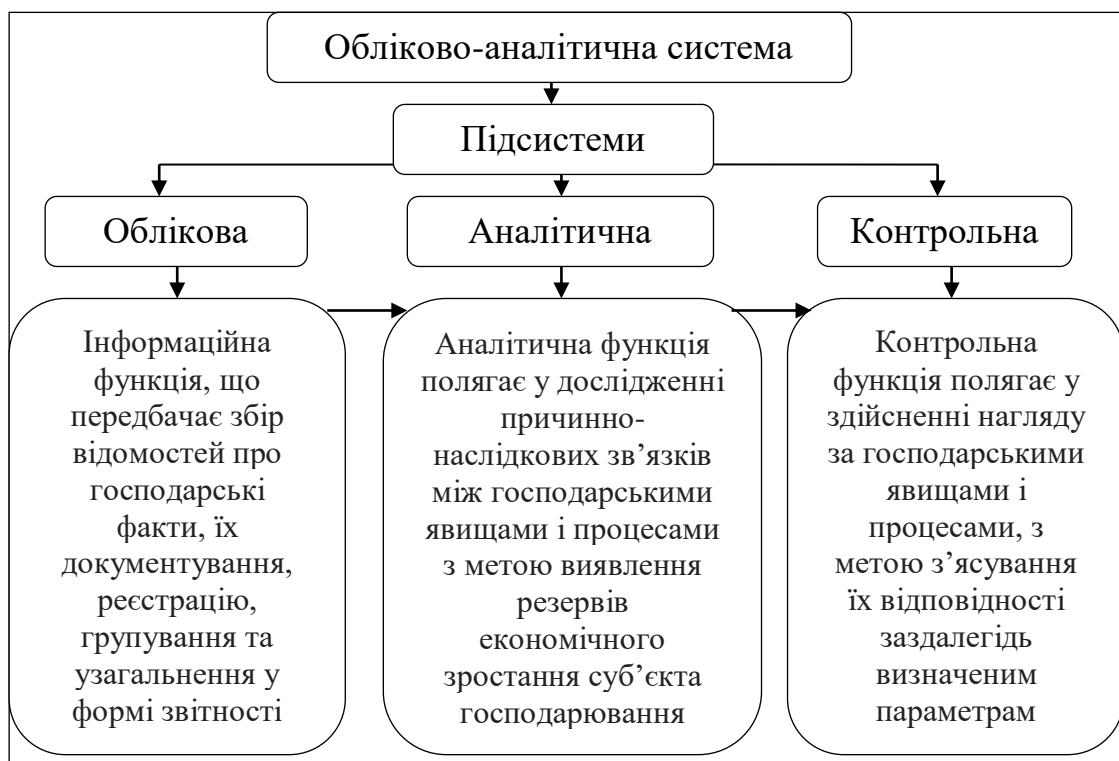 Обліково-аналітична система
Підсистеми
Облікова
Аналітична
Контрольна
Інформаційна
функція, що
передбачає збір
відомостей про
господарські
факти, їх
документування,
реєстрацію,
групування та
узагальнення у
формі звітності
Аналітична функція
полягає у дослідженні
причинно-
наслідкових зв’язків
між господарськими
явищами і процесами
з метою виявлення
резервів
економічного
зростання суб’єкта
господарювання
Контрольна
функція полягає у
здійсненні нагляду
за господарськими
явищами і
процесами, з
метою з’ясування
їх відповідності
заздалегідь
визначеним
параметрам